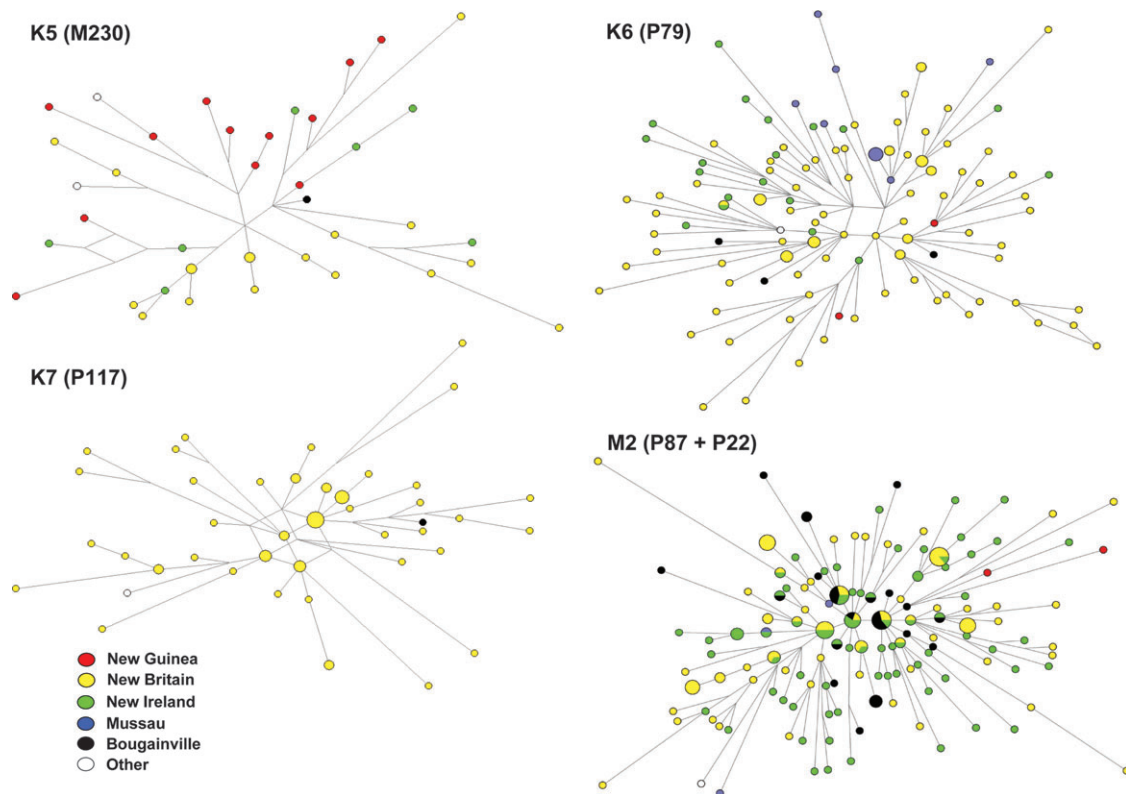 K5 (M230)
K6 (P79)
K7 (P117)
M2 (P87 + P22)
New Guinea
New Britain
New Ireland
Mussau
Bougainville
Other